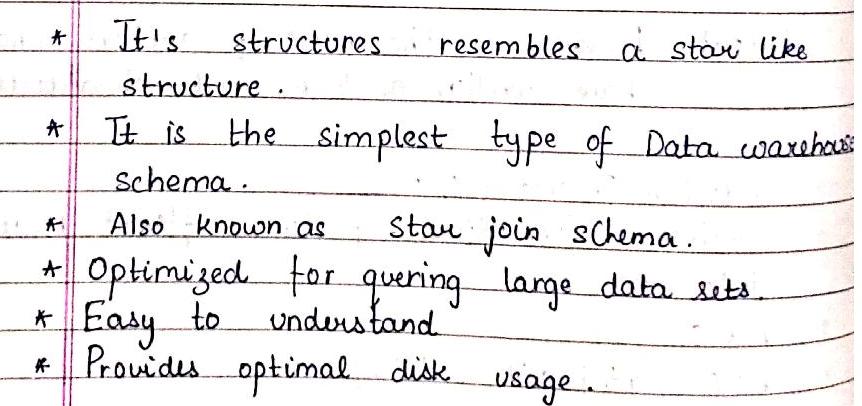 * It's structures resembles a star like
structure.
* It is the simplest type of Data warehouse
schema.
* Also known as star join schema.
* Optimized for quering large data sets.
* Easy to understand
* Provides optimal disk usage.